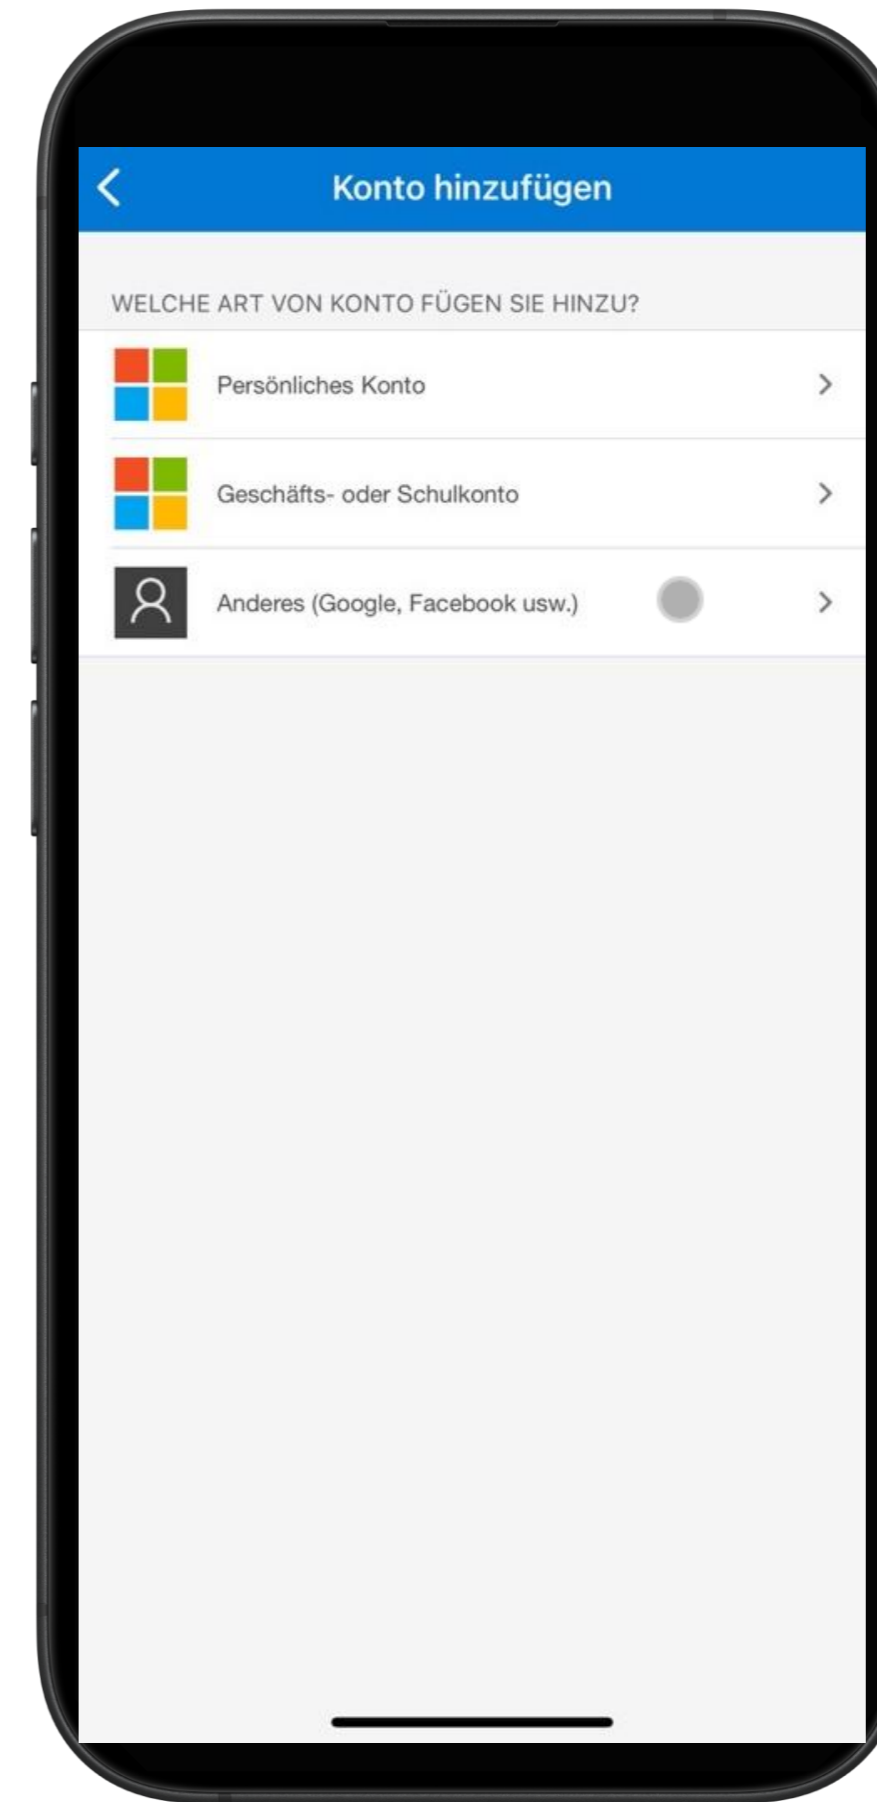 Konto hinzufügen
WELCHE ART VON KONTO FÜGEN SIE HINZU?
Persönliches Konto
Geschäfts- oder Schulkonto
Anderes (Google, Facebook usw.)